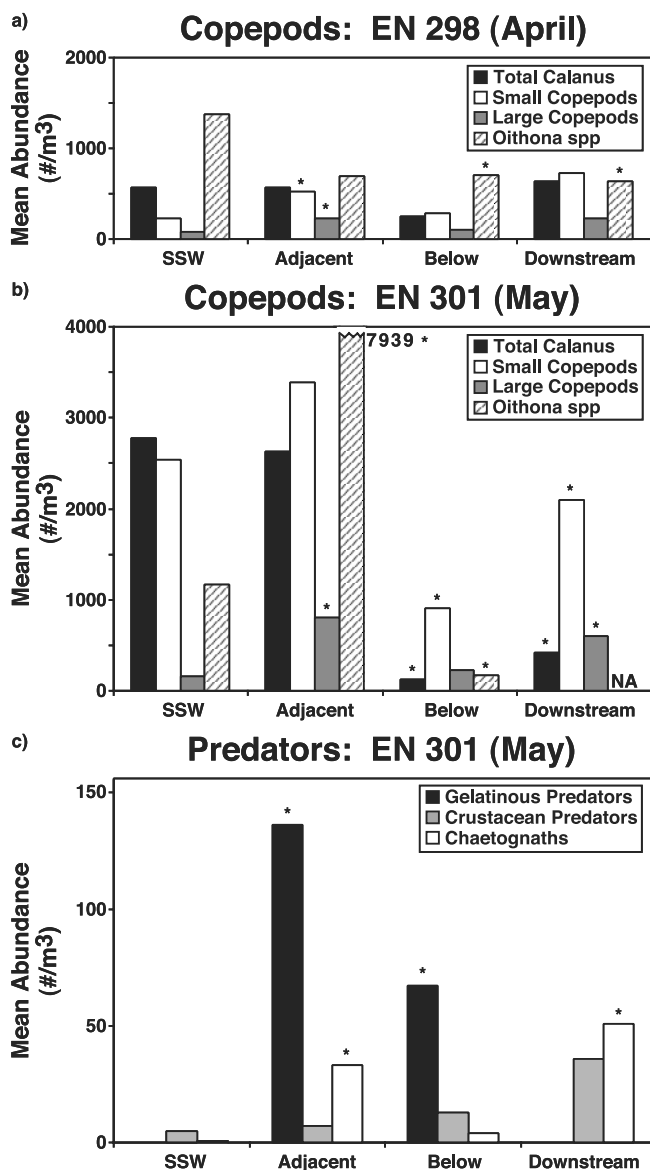 a)
Copepods: EN 298 (April)
Mean Abundance
(#/m3)
2000
1000
0
Total Calanus
Small Copepods
Large Copepods
Oithona spp
*
*
*
*
SSW
Adjacent
Below
Downstream
b)
Copepods: EN 301 (May)
Mean Abundance
(#/m3)
4000
3000
2000
1000
0
7939 *
Total Calanus
Small Copepods
Large Copepods
Oithona spp
*
*
*
*
*
*
*
NA
SSW
Adjacent
Below
Downstream
c)
Predators: EN 301 (May)
Mean Abundance
(#/m3)
150
100
50
0
Gelatinous Predators
Crustacean Predators
Chaetognaths
*
*
*
*
SSW
Adjacent
Below
Downstream